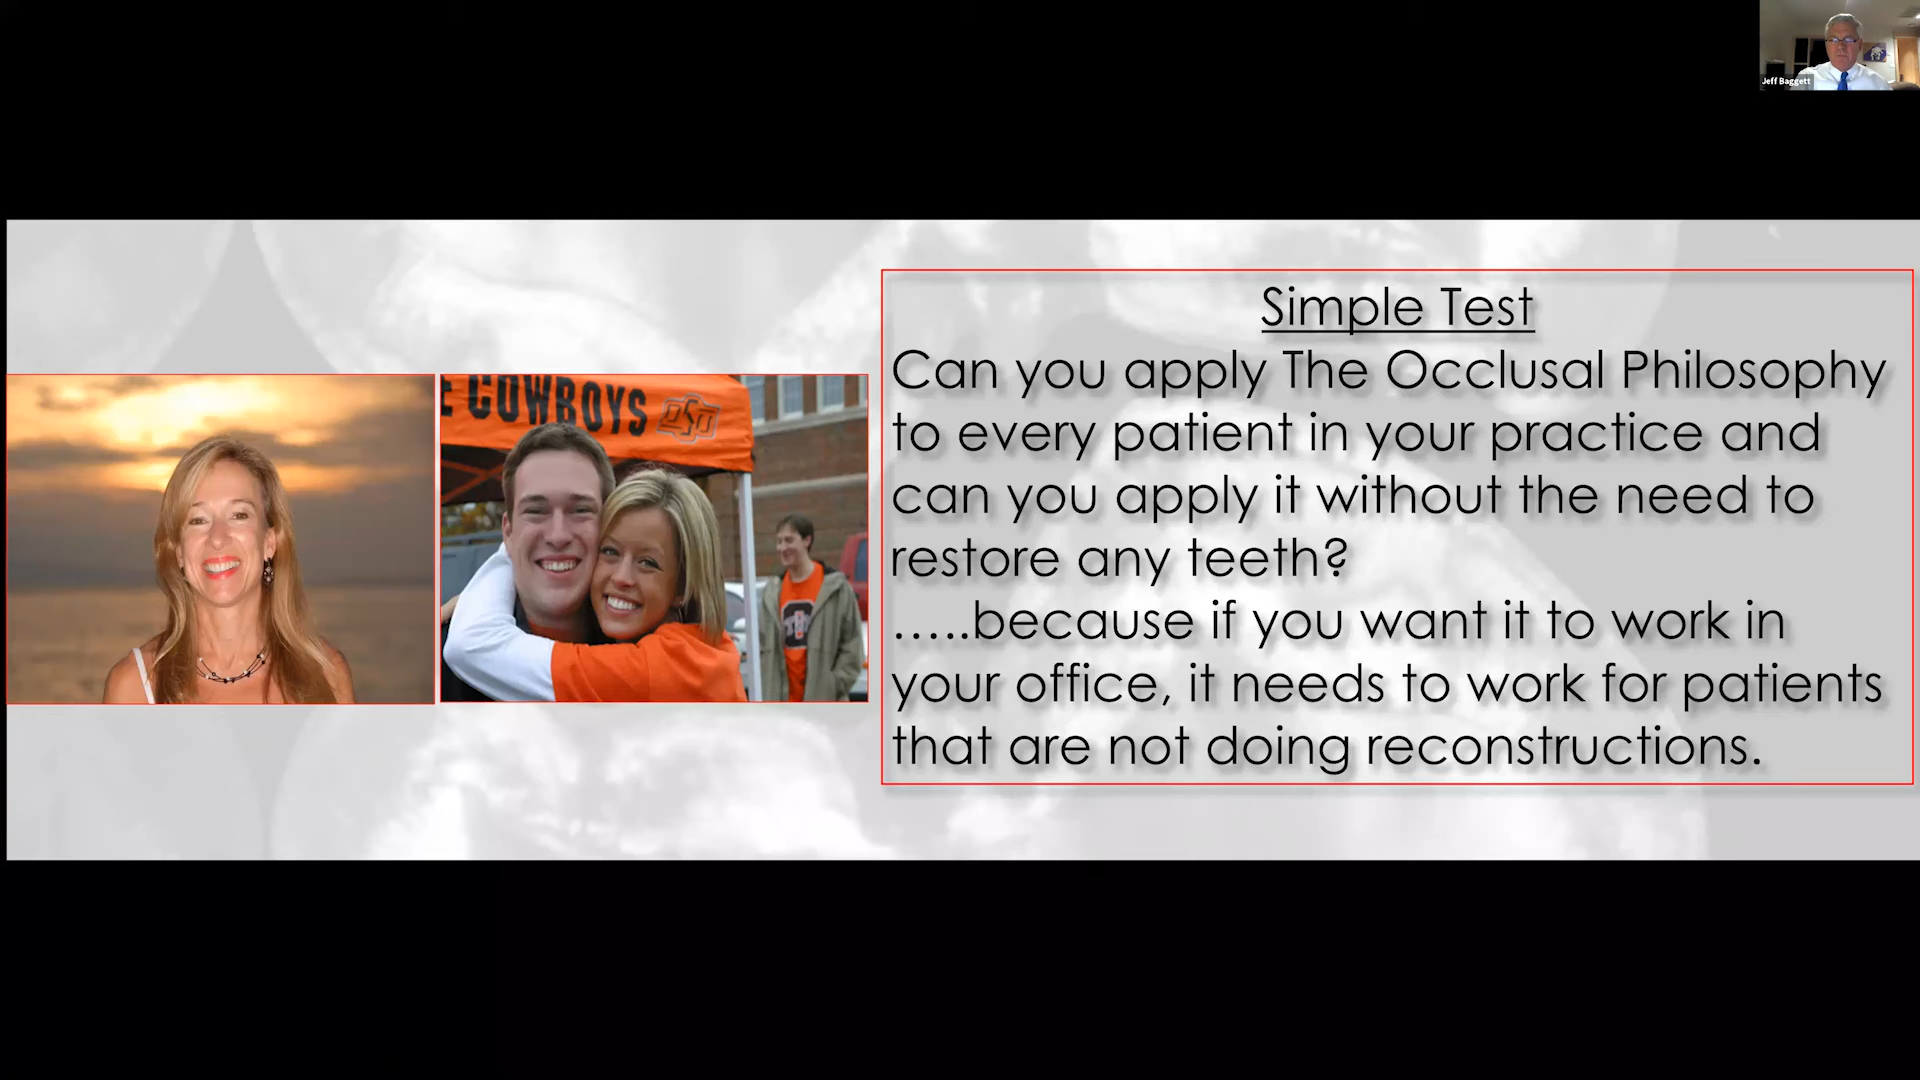 Jeff Baggett
E COWBOYS
OSU
Simple Test
Can you apply The Occlusal Philosophy
to every patient in your practice and
can you apply it without the need to
restore any teeth?
…..because if you want it to work in
your office, it needs to work for patients
that are not doing reconstructions.